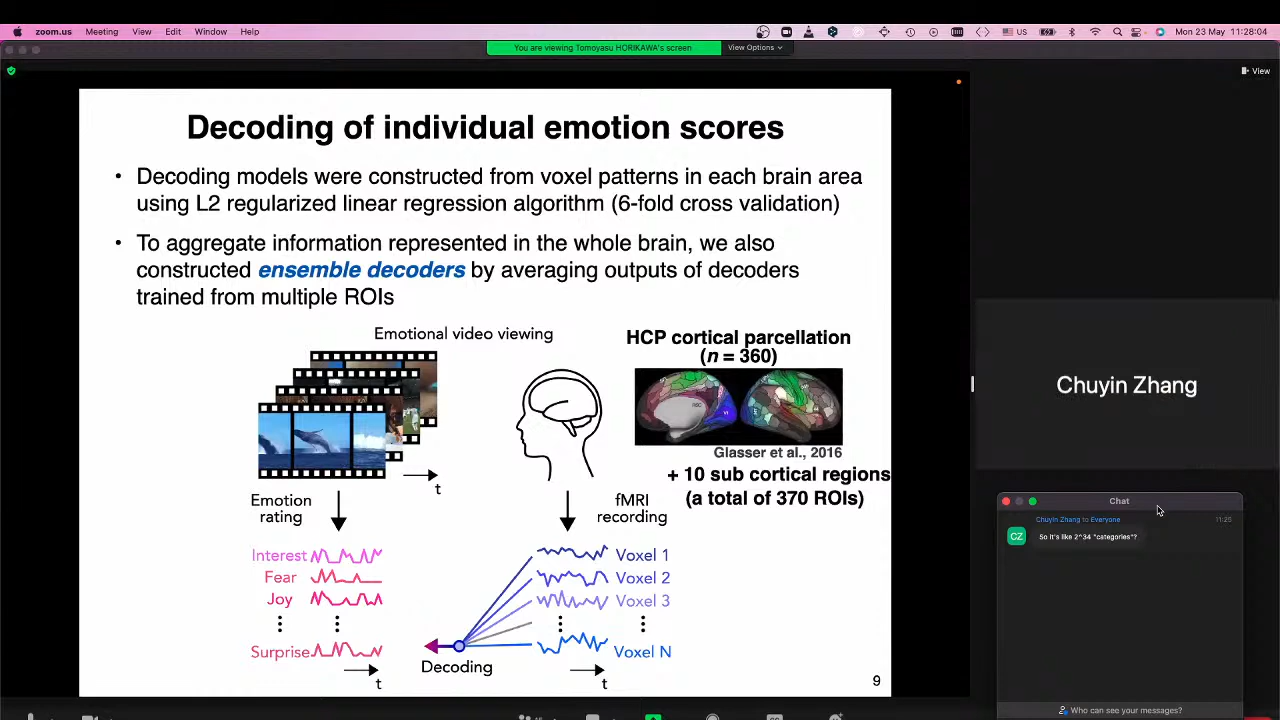 zoom.us Meeting View Edit Window Help
US Mon 23 May 11:28:04
You are viewing Tomoyasu HORIKAWA's screen View Options
View
Decoding of individual emotion scores
• Decoding models were constructed from voxel patterns in each brain area
using L2 regularized linear regression algorithm (6-fold cross validation)
• To aggregate information represented in the whole brain, we also
constructed ensemble decoders by averaging outputs of decoders
trained from multiple ROIs
Emotional video viewing
t
HCP cortical parcellation
(n = 360)
Glasser et al., 2016
+ 10 sub cortical regions
(a total of 370 ROIs)
Emotion
rating
fMRI
recording
Interest
Fear
Joy
Surprise
t
Voxel 1
Voxel 2
Voxel 3
Voxel N
Decoding
t
9
Chuyin Zhang
Chat
Chuyin Zhang to Everyone 11:25
CZ
So it's like 2^34 "categories"?
Who can see your messages?